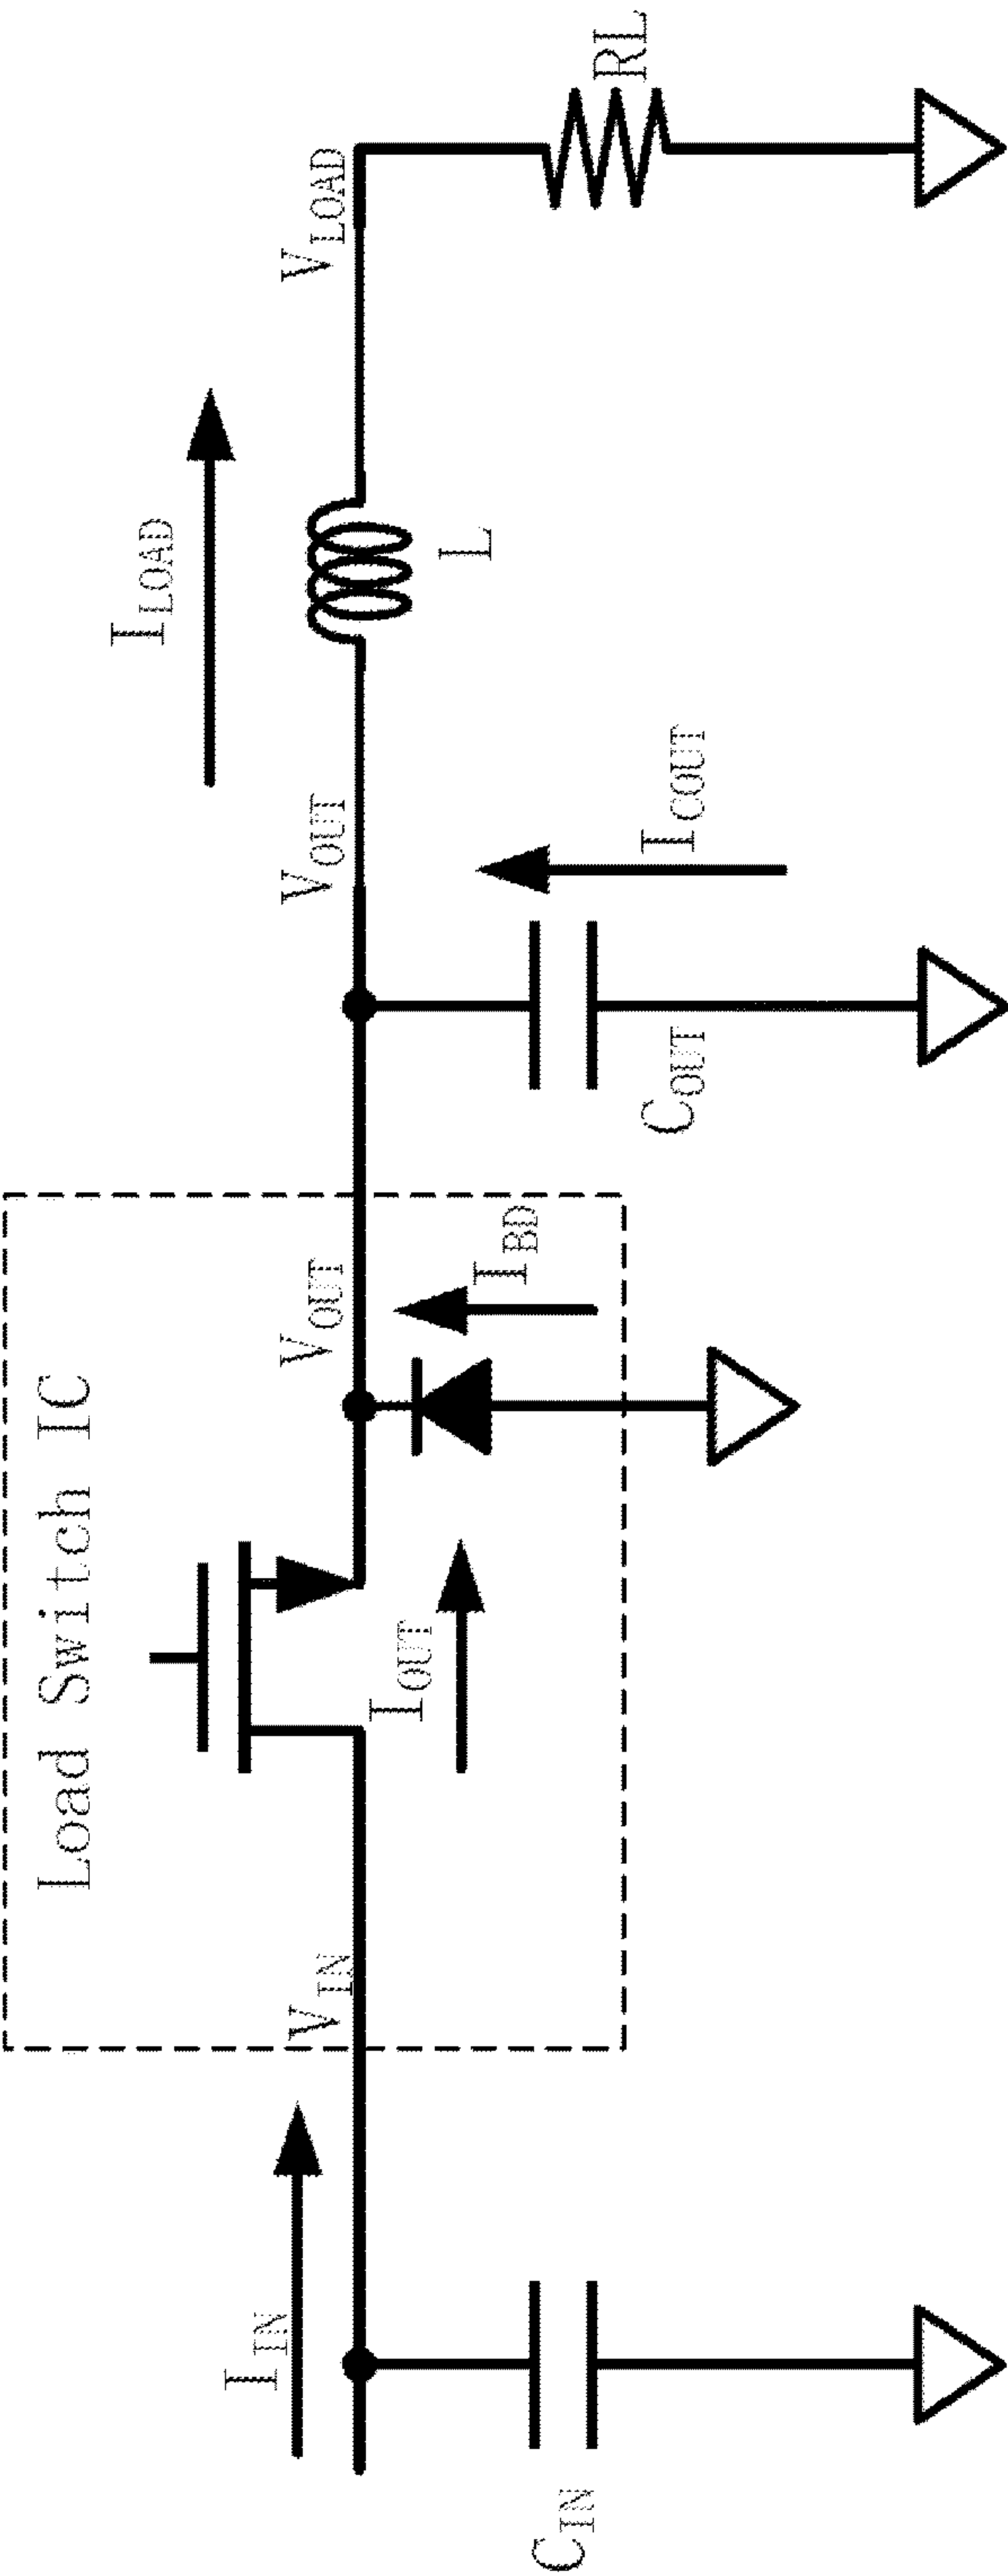 Load Switch IC
I_IN
V_IN
C_IN
I_OUT
V_OUT
I_BD
V_OUT
C_OUT
I_COUT
I_LOAD
L
V_LOAD
RL